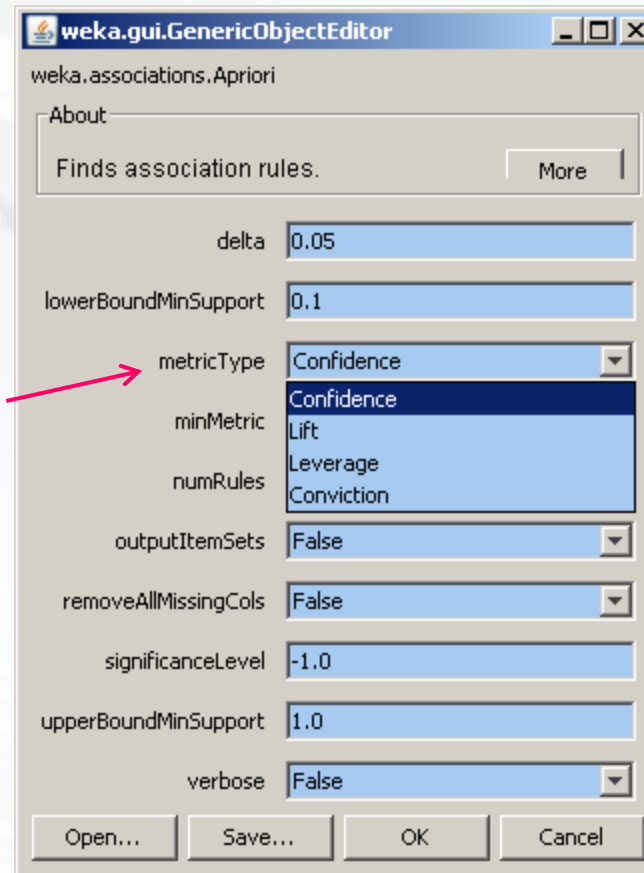 weka.gui.GenericObjectEditor
weka.associations.Apriori
About
Finds association rules. More
delta 0.05
lowerBoundMinSupport 0.1
metricType Confidence
Confidence
minMetric Lift
Leverage
numRules Conviction
outputItemSets False
removeAllMissingCols False
significanceLevel -1.0
upperBoundMinSupport 1.0
verbose False
Open... Save... OK Cancel